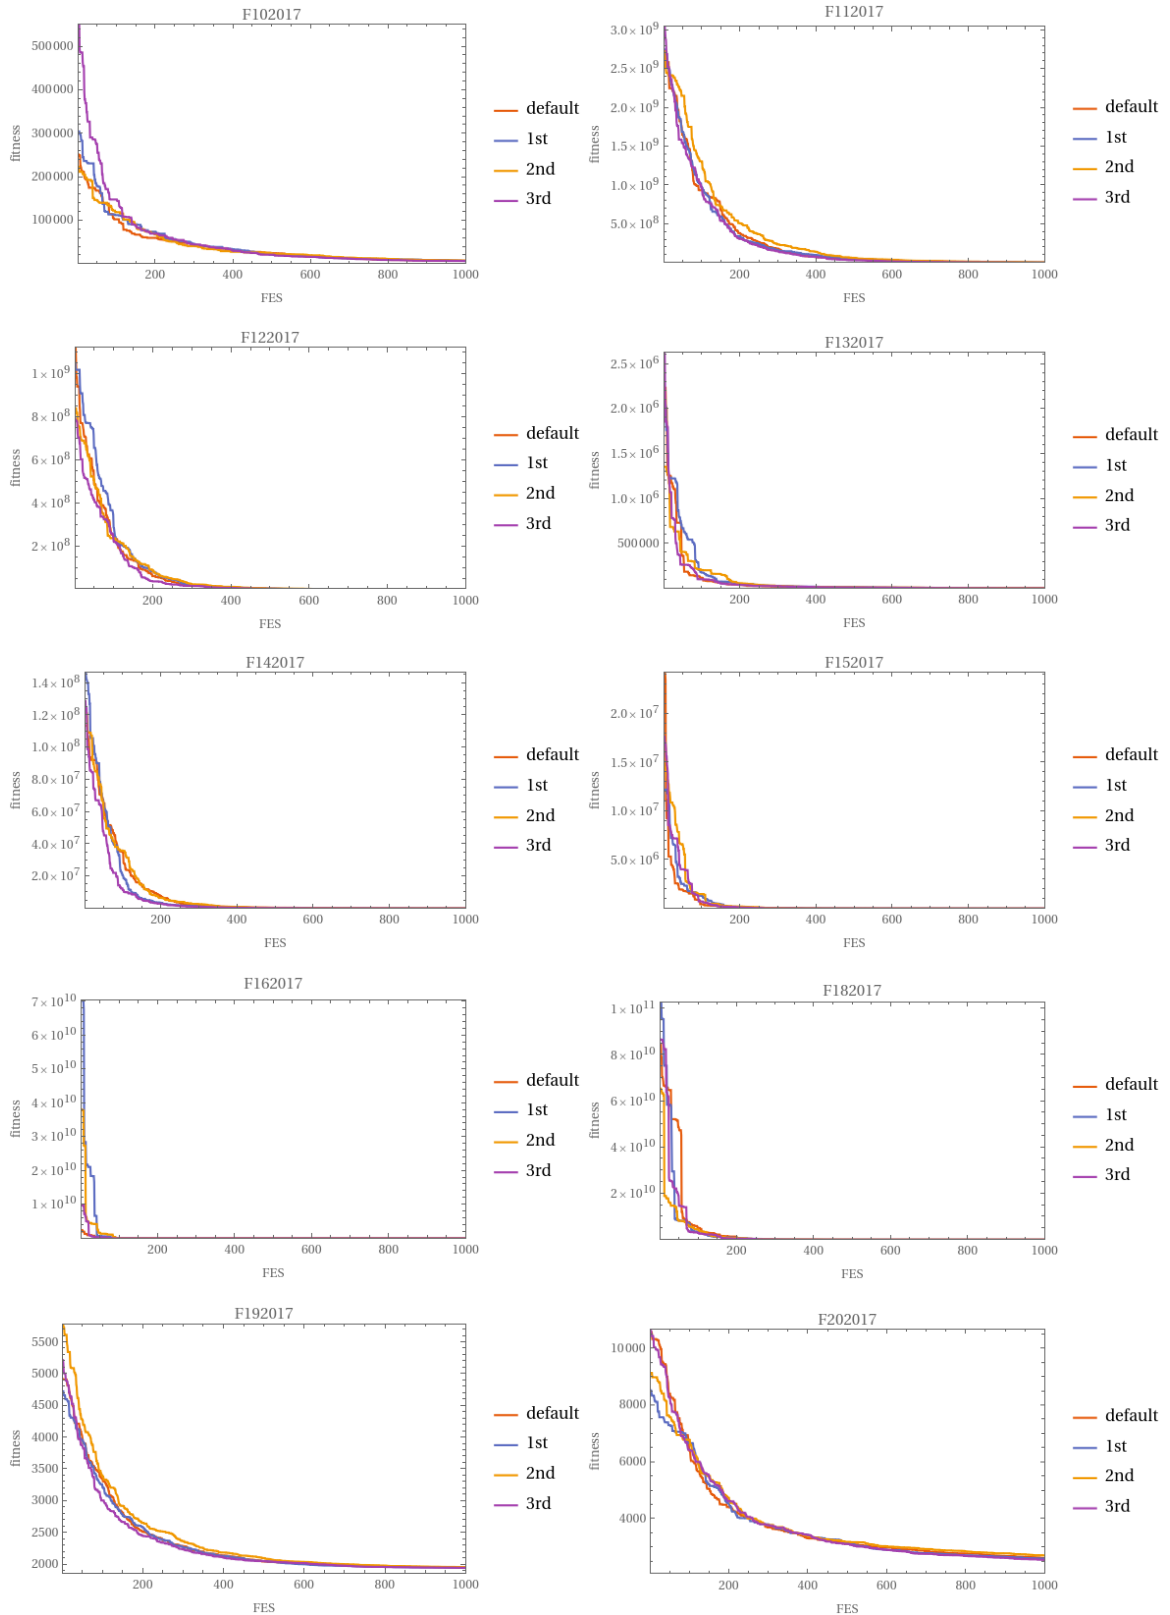 F102017
500000
400000
300000
200000
100000
fitness
200 400 600 800 1000
FES
default
1st
2nd
3rd
F112017
3.0 × 10⁹
2.5 × 10⁹
2.0 × 10⁹
1.5 × 10⁹
1.0 × 10⁹
5.0 × 10⁸
fitness
200 400 600 800 1000
FES
default
1st
2nd
3rd
F122017
1 × 10⁹
8 × 10⁸
6 × 10⁸
4 × 10⁸
2 × 10⁸
fitness
200 400 600 800 1000
FES
default
1st
2nd
3rd
F132017
2.5 × 10⁶
2.0 × 10⁶
1.5 × 10⁶
1.0 × 10⁶
500000
fitness
200 400 600 800 1000
FES
default
1st
2nd
3rd
F142017
1.4 × 10⁸
1.2 × 10⁸
1.0 × 10⁸
8.0 × 10⁷
6.0 × 10⁷
4.0 × 10⁷
2.0 × 10⁷
fitness
200 400 600 800 1000
FES
default
1st
2nd
3rd
F152017
2.0 × 10⁷
1.5 × 10⁷
1.0 × 10⁷
5.0 × 10⁶
fitness
200 400 600 800 1000
FES
default
1st
2nd
3rd
F162017
7 × 10¹⁰
6 × 10¹⁰
5 × 10¹⁰
4 × 10¹⁰
3 × 10¹⁰
2 × 10¹⁰
1 × 10¹⁰
fitness
200 400 600 800 1000
FES
default
1st
2nd
3rd
F182017
1 × 10¹¹
8 × 10¹⁰
6 × 10¹⁰
4 × 10¹⁰
2 × 10¹⁰
fitness
200 400 600 800 1000
FES
default
1st
2nd
3rd
F192017
5500
5000
4500
4000
3500
3000
2500
2000
fitness
200 400 600 800 1000
FES
default
1st
2nd
3rd
F202017
10000
8000
6000
4000
fitness
200 400 600 800 1000
FES
default
1st
2nd
3rd